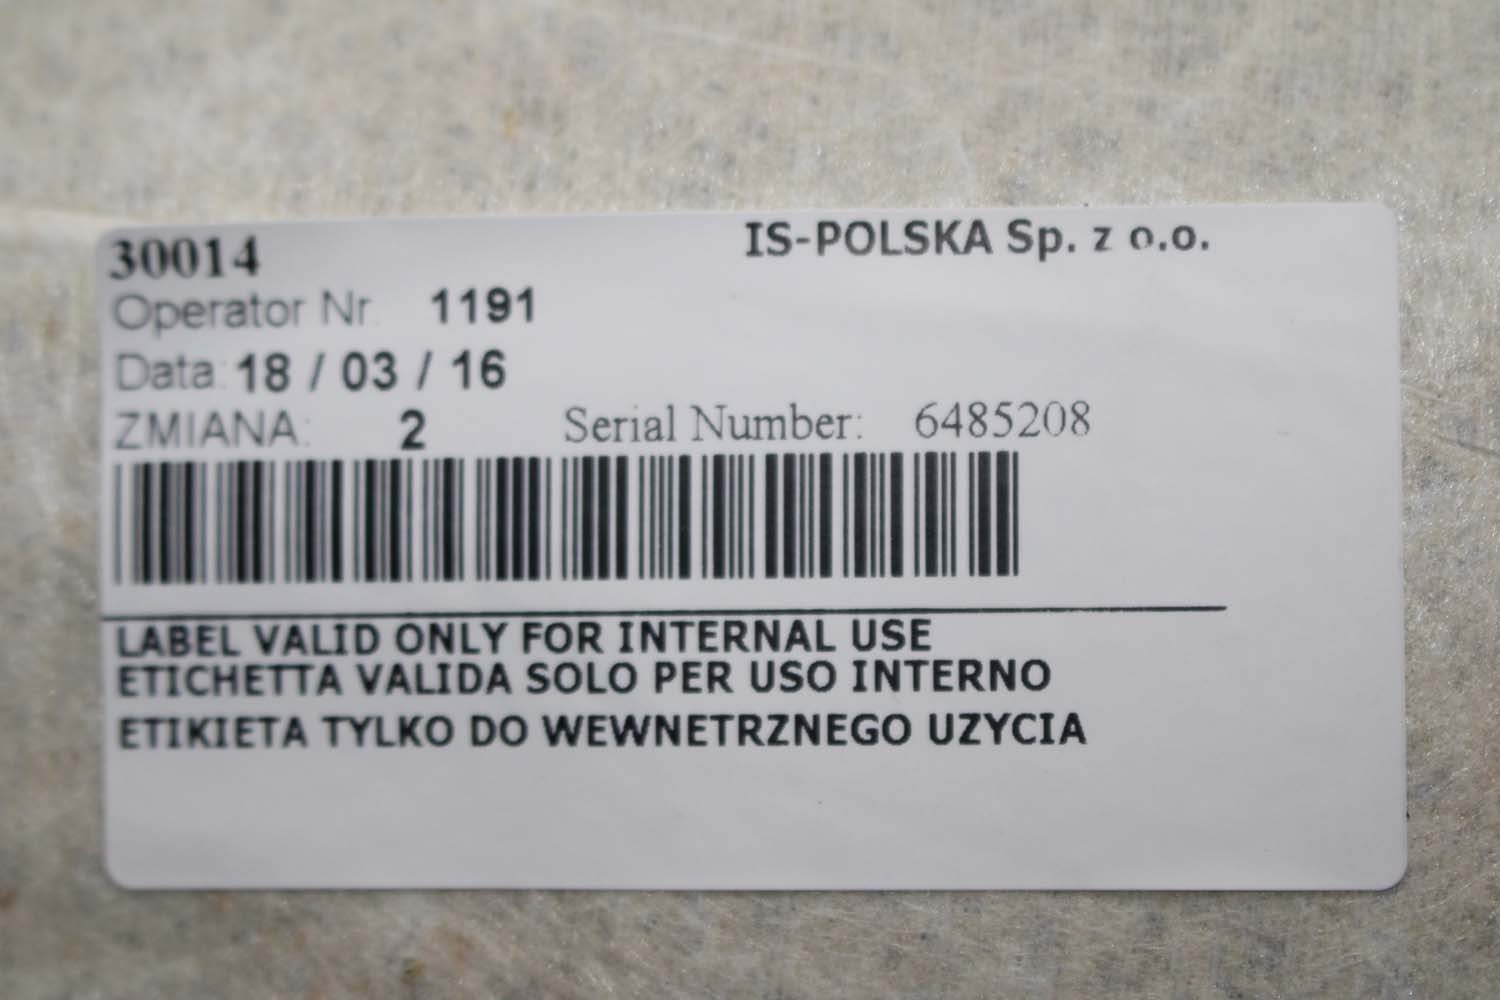 30014
IS-POLSKA Sp. z o.o.
Operator Nr. 1191
Data: 18 / 03 / 16
ZMIANA: 2 Serial Number: 6485208
LABEL VALID ONLY FOR INTERNAL USE
ETICHETTA VALIDA SOLO PER USO INTERNO
ETIKIETA TYLKO DO WEWNETRZNEGO UZYCIA